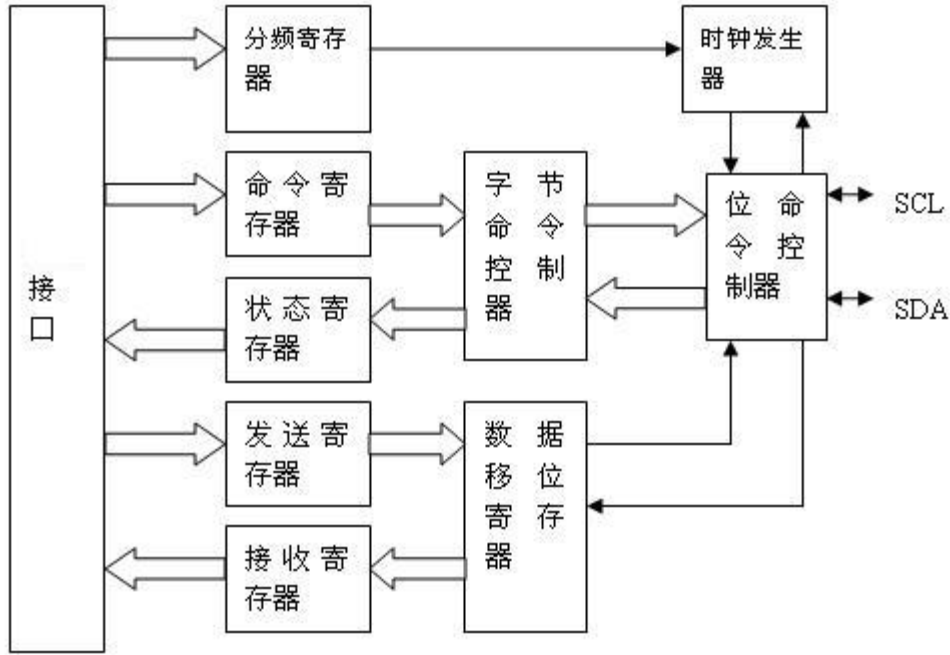 分频寄存
器
时钟发生
器
命令寄
存器
字节
命令
控制
器
位命
令控
制器
SCL
SDA
接
口
状态寄
存器
发送寄
存器
数据
移位
寄存
器
接收寄
存器